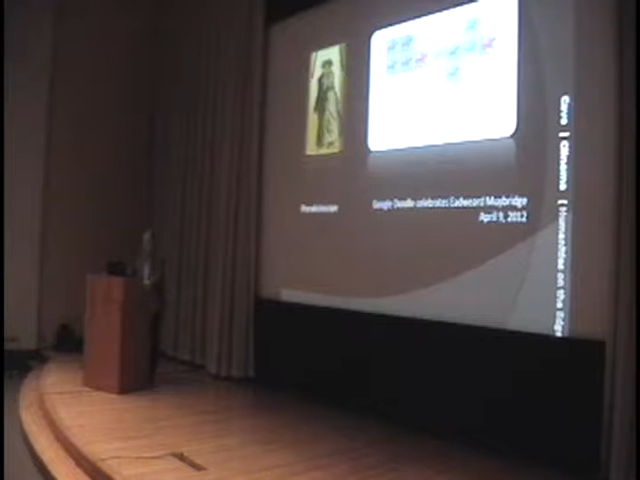 Google Doodle celebrates Eadweard Muybridge
April 9, 2012
Cave | Cinema | Humanities on the Edge